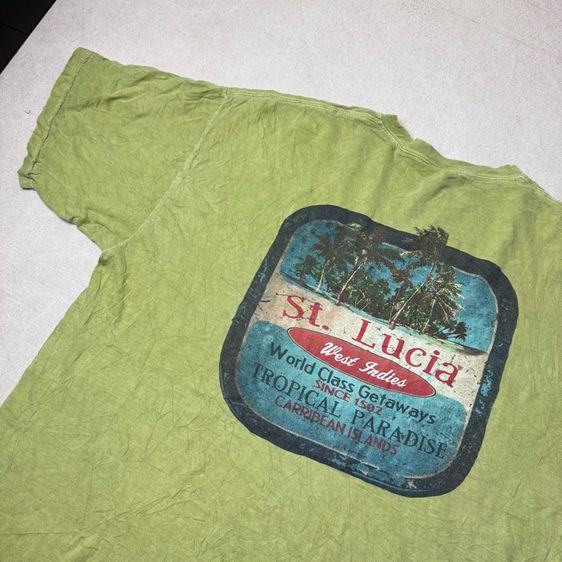 St. Lucia
West Indies
World Class Getaways
SINCE 1502
TROPICAL PARADISE
CARRIBEAN ISLANDS